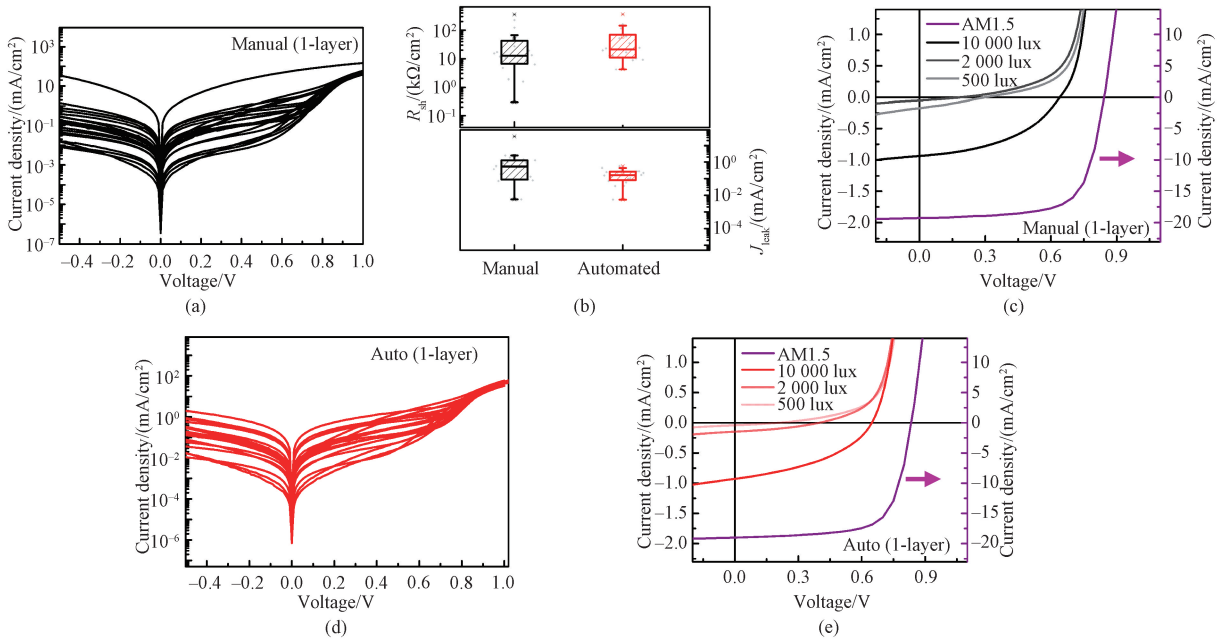 Manual (1-layer)
Current density/(mA/cm²)
10³
10¹
10⁻¹
10⁻³
10⁻⁵
10⁻⁷
−0.4 −0.2 0.0 0.2 0.4 0.6 0.8 1.0
Voltage/V
(a)
R_sh/(kΩ/cm²)
10²
10¹
10⁰
10⁻¹
10⁰
10⁻²
10⁻⁴
J_leak/(mA/cm²)
Manual Automated
(b)
AM1.5
10 000 lux
2 000 lux
500 lux
Current density/(mA/cm²)
1.0
0.5
0
−0.5
−1.0
−1.5
−2.0
10
5
0
−5
−10
−15
−20
Current density/(mA/cm²)
Manual (1-layer)
0.0 0.3 0.6 0.9
Voltage/V
(c)
Auto (1-layer)
Current density/(mA/cm²)
10²
10⁰
10⁻²
10⁻⁴
10⁻⁶
−0.4 −0.2 0.0 0.2 0.4 0.6 0.8 1.0
Voltage/V
(d)
AM1.5
10 000 lux
2 000 lux
500 lux
Current density/(mA/cm²)
1.0
0.5
0.0
−0.5
−1.0
−1.5
−2.0
10
5
0
−5
−10
−15
−20
Current density/(mA/cm²)
Auto (1-layer)
0.0 0.3 0.6 0.9
Voltage/V
(e)